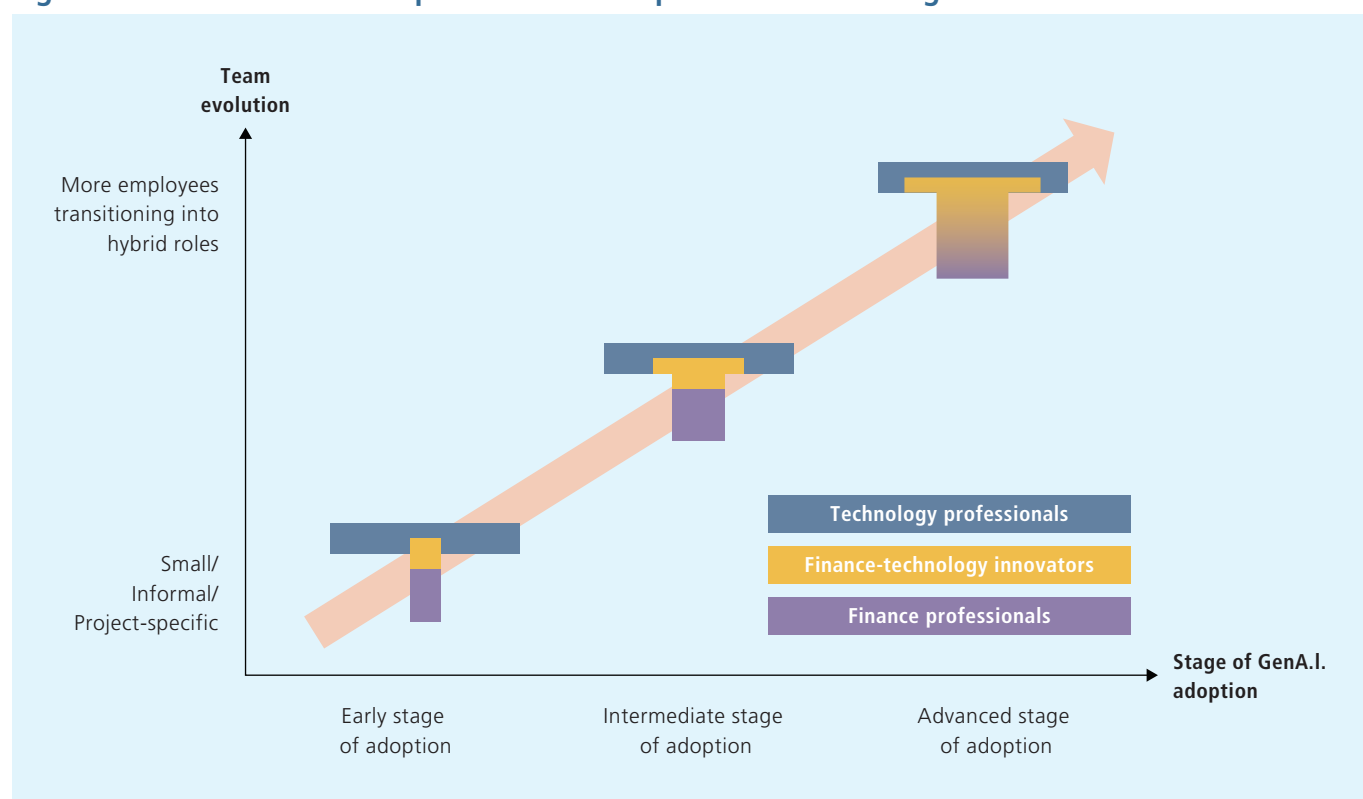 Team
evolution
More employees
transitioning into
hybrid roles
Small/
Informal/
Project-specific
Technology professionals
Finance-technology innovators
Finance professionals
Stage of GenA.I.
adoption
Early stage
of adoption
Intermediate stage
of adoption
Advanced stage
of adoption